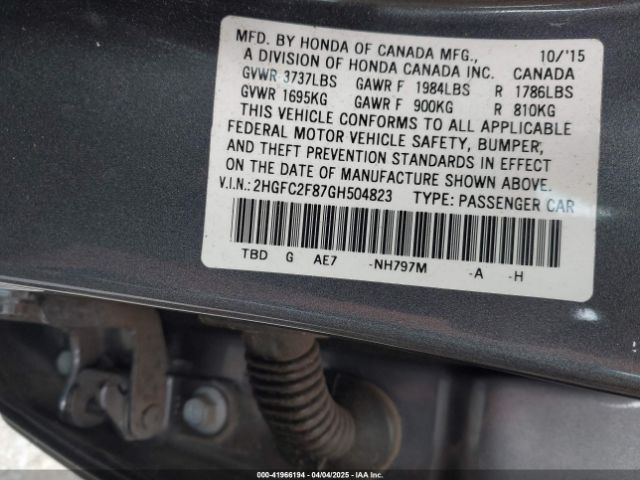 MFD. BY HONDA OF CANADA MFG., 10/'15
A DIVISION OF HONDA CANADA INC. CANADA
GVWR 3737LBS GAWR F 1984LBS R 1786LBS
GVWR 1695KG GAWR F 900KG R 810KG
THIS VEHICLE CONFORMS TO ALL APPLICABLE
FEDERAL MOTOR VEHICLE SAFETY, BUMPER,
AND THEFT PREVENTION STANDARDS IN EFFECT
ON THE DATE OF MANUFACTURE SHOWN ABOVE.
V.I.N.: 2HGFC2F87GH504823 TYPE: PASSENGER CAR
TBD G AE7 -NH797M -A -H
000-41966194 - 04/04/2025 - IAAI.com